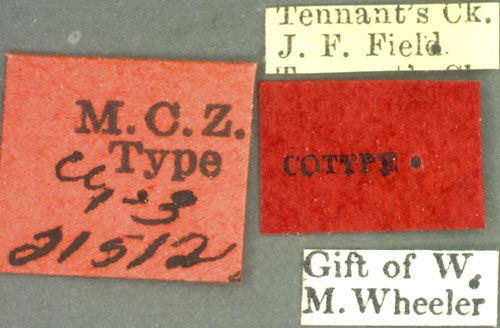 Tennant's Ck.
J. F. Field.
M. C. Z.
Type
21512
COTYPE.
Gift of W.
M. Wheeler